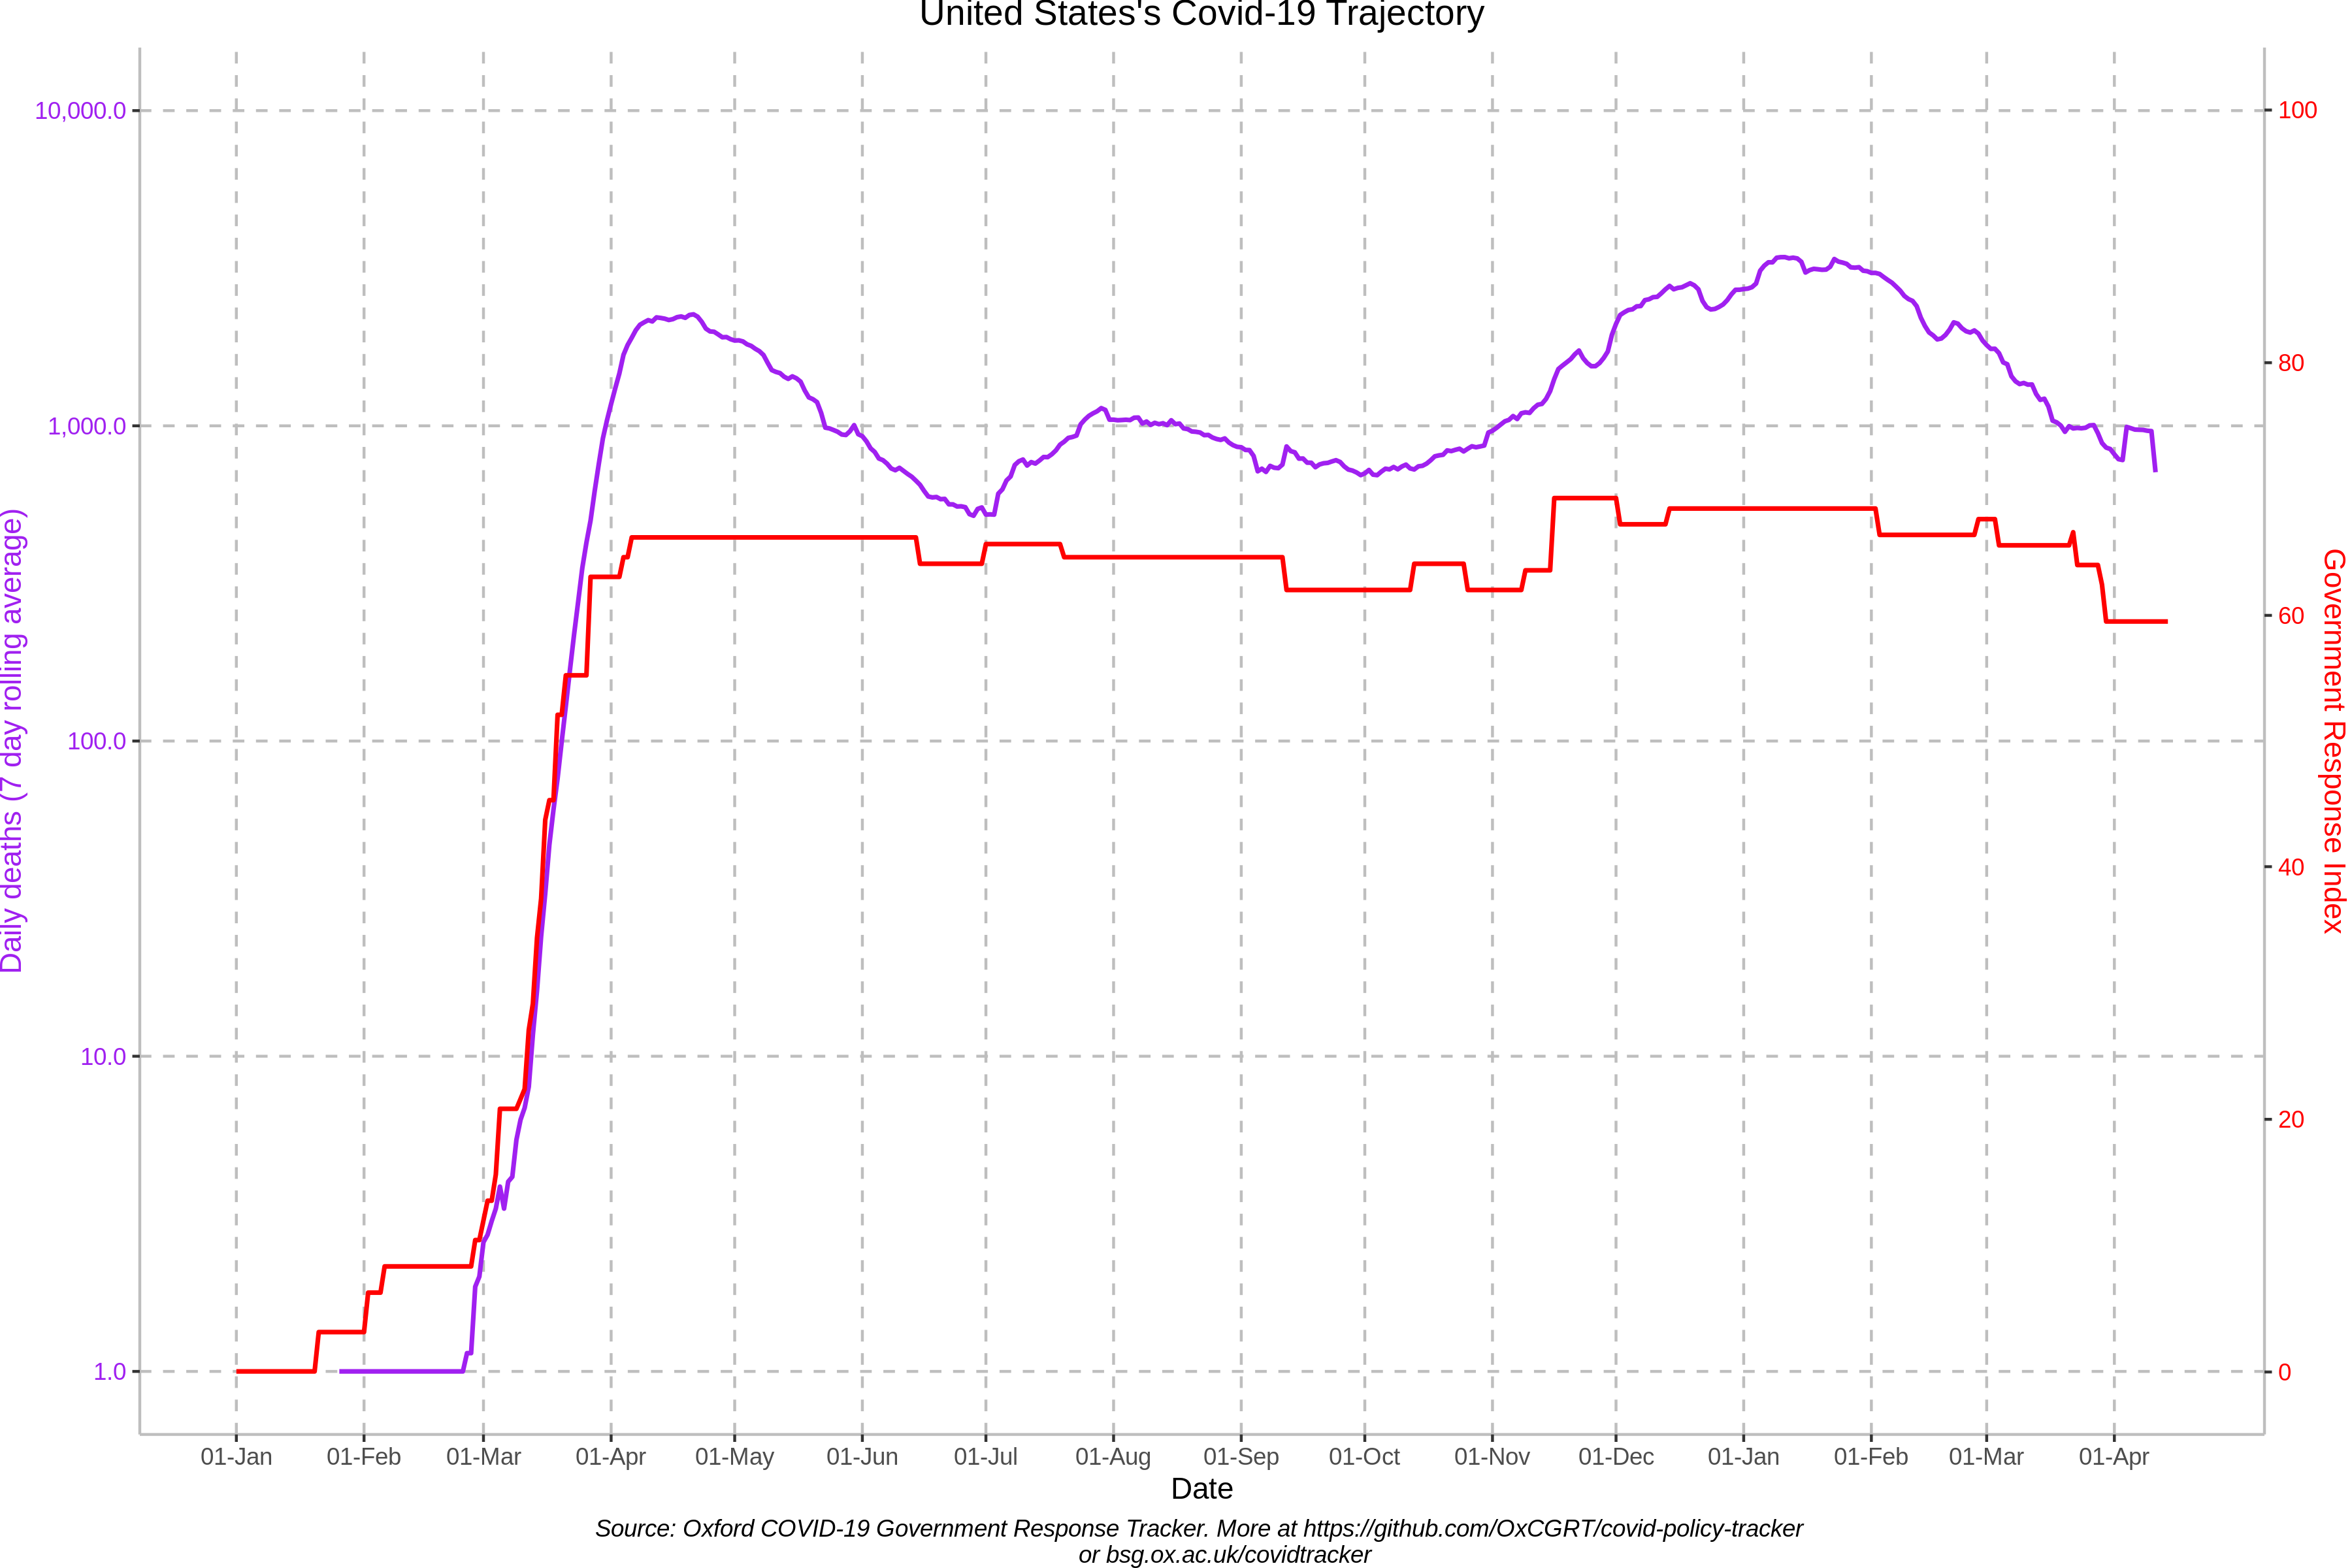 United States's Covid-19 Trajectory
Daily deaths (7 day rolling average)
10,000.0
1,000.0
100.0
10.0
1.0
100
80
60
40
20
0
Government Response Index
01-Jan 01-Feb 01-Mar 01-Apr 01-May 01-Jun 01-Jul 01-Aug 01-Sep 01-Oct 01-Nov 01-Dec 01-Jan 01-Feb 01-Mar 01-Apr
Date
Source: Oxford COVID-19 Government Response Tracker. More at https://github.com/OxCGRT/covid-policy-tracker
or bsg.ox.ac.uk/covidtracker